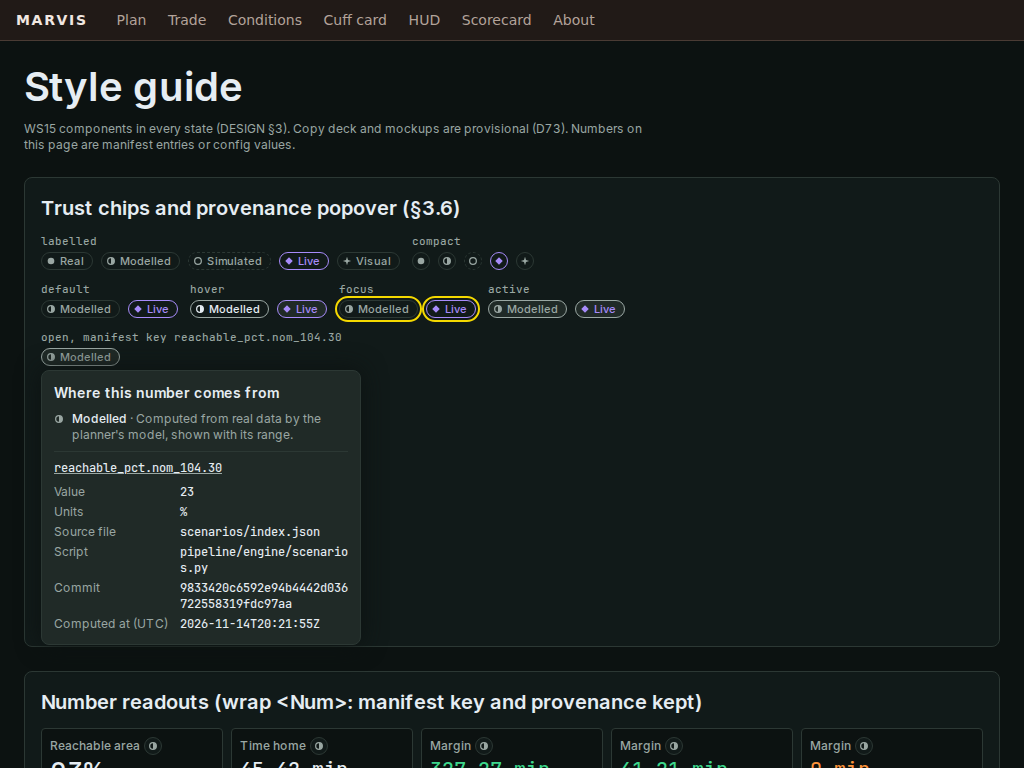 MARVIS Plan Trade Conditions Cuff card HUD Scorecard About
Style guide
WS15 components in every state (DESIGN §3). Copy deck and mockups are provisional (D73). Numbers on
this page are manifest entries or config values.
Trust chips and provenance popover (§3.6)
labelled compact
Real Modelled Simulated Live Visual
default hover focus active
Modelled Live Modelled Live Modelled Live Modelled Live
open, manifest key reachable_pct.nom_104.30
Modelled
Where this number comes from
Modelled · Computed from real data by the
planner's model, shown with its range.
reachable_pct.nom_104.30
Value 23
Units %
Source file scenarios/index.json
Script pipeline/engine/scenario
s.py
Commit 9833420c6592e94b4442d036
722558319fdc97aa
Computed at (UTC) 2026-11-14T20:21:55Z
Number readouts (wrap <Num>: manifest key and provenance kept)
Reachable area Time home Margin Margin Margin